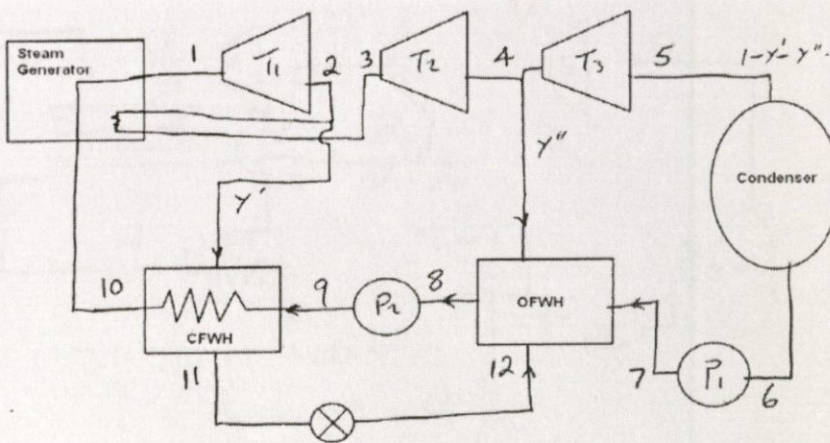 Steam
Generator
1
T₁
2
3
T₂
4
T₃
5
1-y'-y"-
y"
y'
Condenser
10
CFWH
9
P₂
8
OFWH
11
12
7
P₁
6